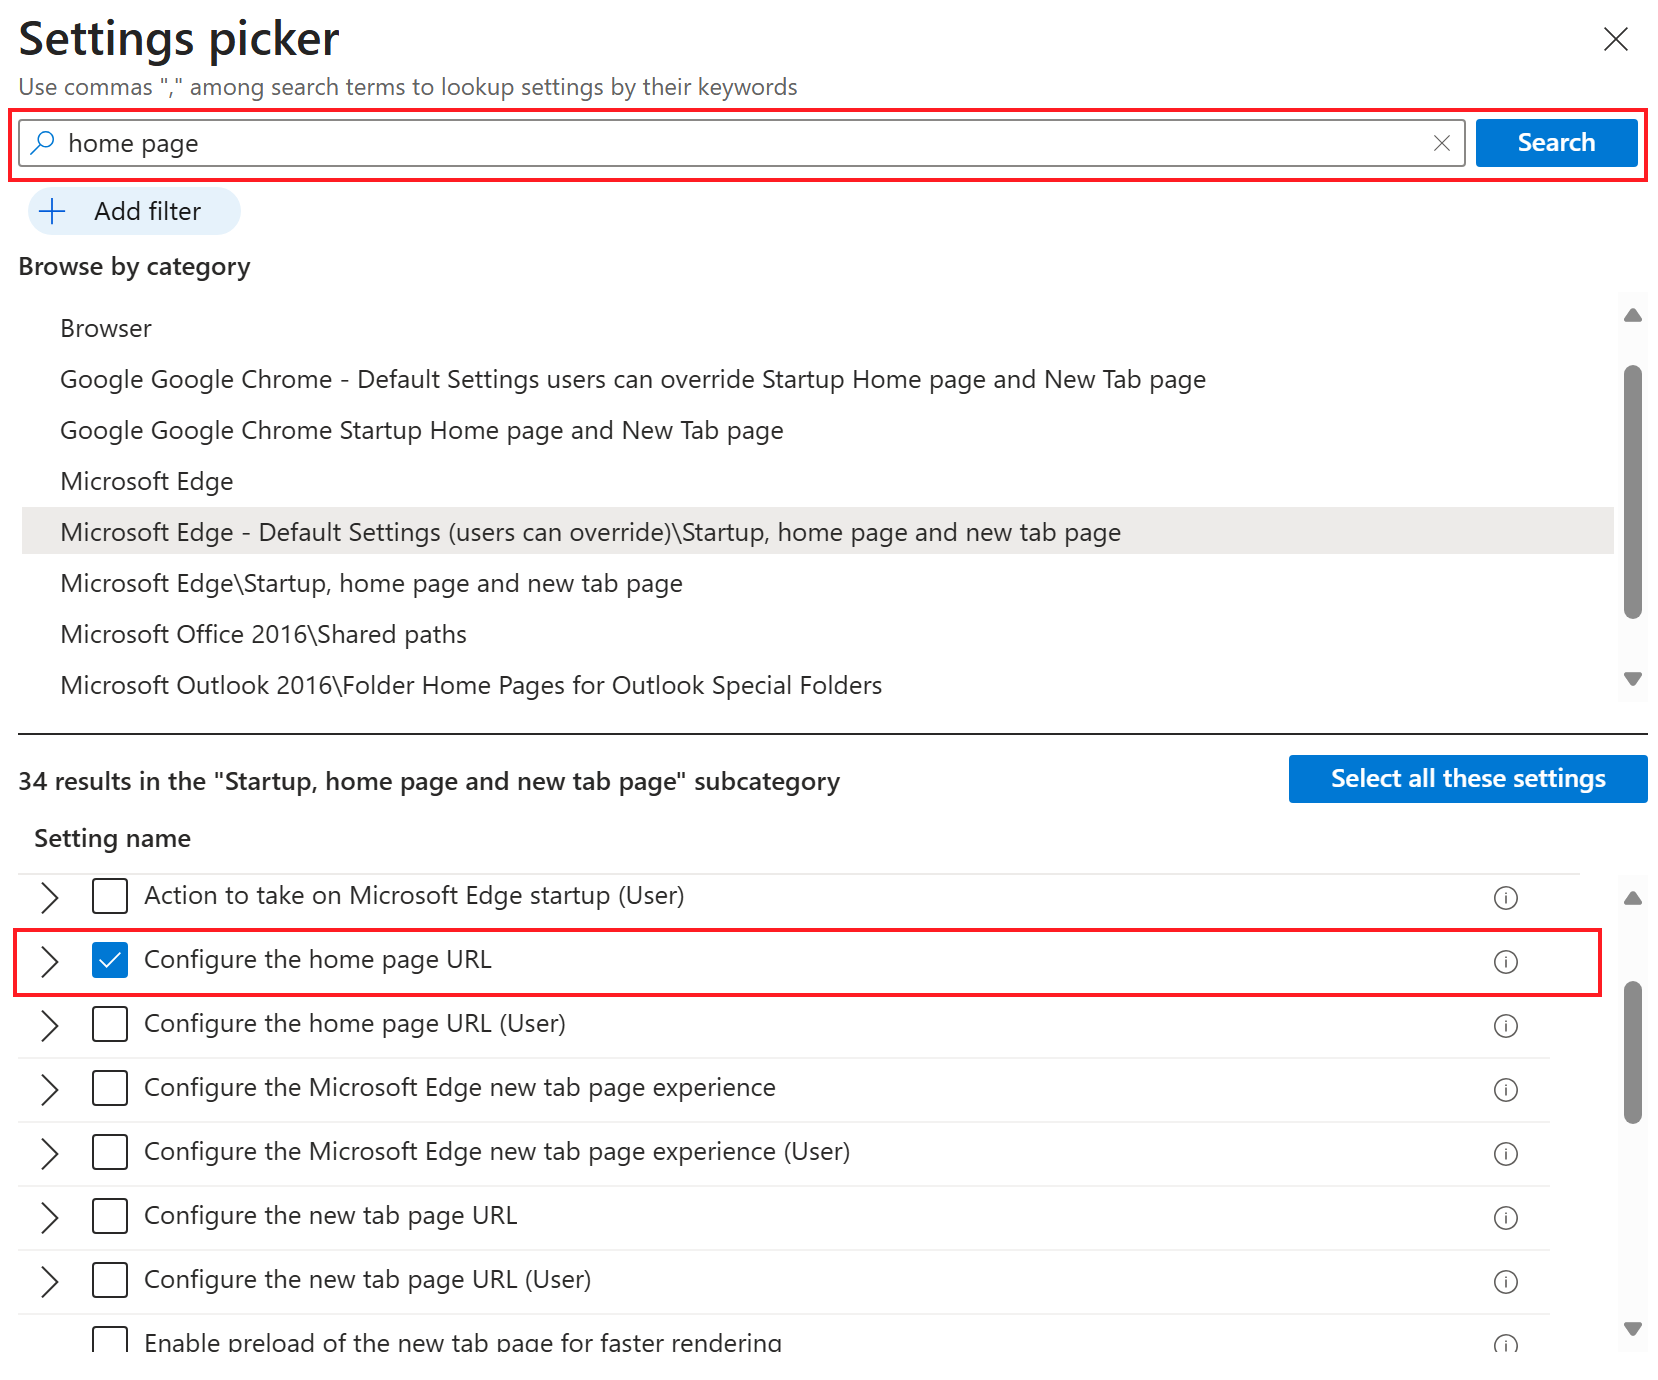 Settings picker
Use commas "," among search terms to lookup settings by their keywords
home page
Search
Add filter
Browse by category
Browser
Google Google Chrome - Default Settings users can override Startup Home page and New Tab page
Google Google Chrome Startup Home page and New Tab page
Microsoft Edge
Microsoft Edge - Default Settings (users can override)\Startup, home page and new tab page
Microsoft Edge\Startup, home page and new tab page
Microsoft Office 2016\Shared paths
Microsoft Outlook 2016\Folder Home Pages for Outlook Special Folders
34 results in the "Startup, home page and new tab page" subcategory
Select all these settings
Setting name
Action to take on Microsoft Edge startup (User)
Configure the home page URL
Configure the home page URL (User)
Configure the Microsoft Edge new tab page experience
Configure the Microsoft Edge new tab page experience (User)
Configure the new tab page URL
Configure the new tab page URL (User)
Enable preload of the new tab page for faster rendering